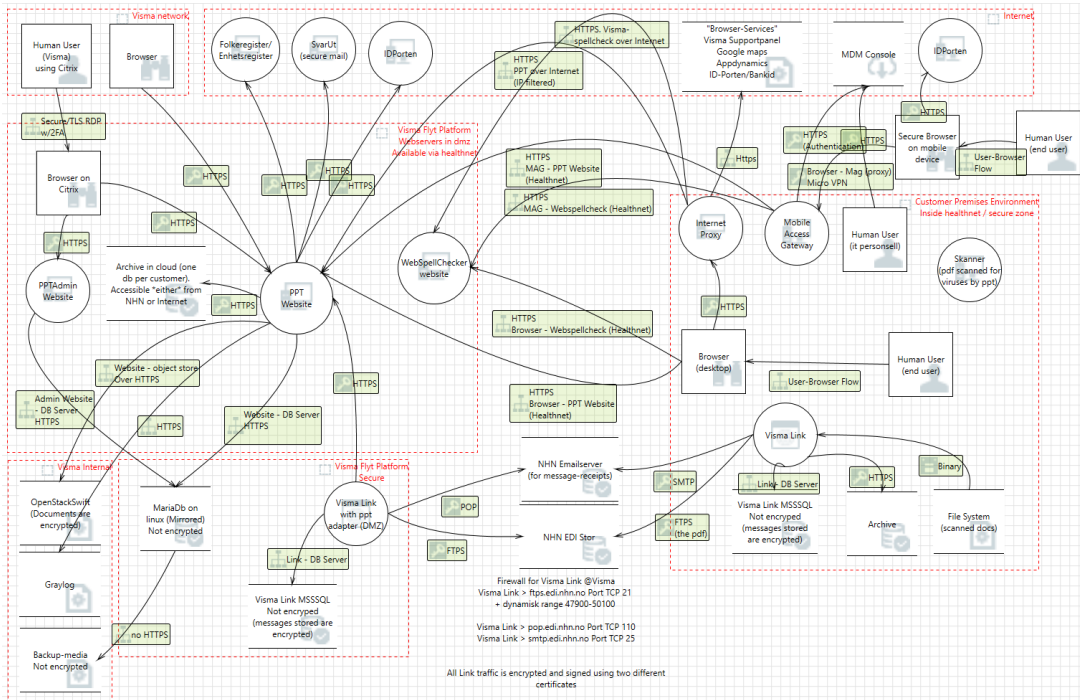 Visma network
Internet
Human User
(Visma)
using Citrix
Browser
Folkeregister/
Enhetsregister
SvarUt
(secure mail)
IDPorten
HTTPS. Visma-
spellcheck over Internet
HTTPS
PPT over Internet
(IP filtered)
"Browser-Services"
Visma Supportpanel
Google maps
Appdynamics
ID-Porten/Bankid
MDM Console
IDPorten
Secure/TLS RDP
w/2FA
Visma Flyt Platform
Webservers in dmz
Available via healthnet
HTTPS
HTTPS
(Authentication)
HTTPS
Secure Browser
on mobile
device
Human User
(end user)
User-Browser
Flow
Browser on
Citrix
HTTPS
HTTPS
HTTPS
HTTPS
HTTPS
MAG - PPT Website
(Healthnet)
Https
Browser - Mag (proxy)
Micro VPN
HTTPS
MAG - Webspellcheck (Healthnet)
Customer Premises Environment
Inside healthnet / secure zone
HTTPS
HTTPS
Internet
Proxy
Mobile
Access
Gateway
Human User
(it personsell)
Skanner
(pdf scanned for
viruses by ppt)
PPTAdmin
Website
Archive in cloud (one
db per customer).
Accessible "either" from
NHN or Internet
HTTPS
PPT
Website
WebSpellChecker
website
HTTPS
HTTPS
Browser - Webspellcheck (Healthnet)
Browser
(desktop)
Human User
(end user)
User-Browser Flow
Website - object store
Over HTTPS
HTTPS
Admin Website
- DB Server
HTTPS
HTTPS
Website - DB Server
HTTPS
HTTPS
Browser - PPT Website
(Healthnet)
Visma Link
Visma Internal
Visma Flyt Platform
Secure
NHN Emailserver
(for message-receipts)
SMTP
Link - DB Server
HTTPS
Binary
OpenStackSwift
(Documents are
encrypted)
MariaDb on
linux (Mirrored)
Not encrypted
Visma Link
with ppt
adapter (DMZ)
POP
Visma Link MSSSQL
Not encryped
(messages stored
are encrypted)
Archive
File System
(scanned docs)
FTPS
(the pdf)
NHN EDI Stor
FTPS
Link - DB Server
Graylog
Firewall for Visma Link @Visma
Visma Link > ftps.edi.nhn.no Port TCP 21
+ dynamisk range 47900-50100
Visma Link MSSSQL
Not encryped
(messages stored are
encrypted)
Visma Link > pop.edi.nhn.no Port TCP 110
Visma Link > smtp.edi.nhn.no Port TCP 25
no HTTPS
Backup-media
Not encrypted
All Link traffic is encrypted and signed using two different
certificates